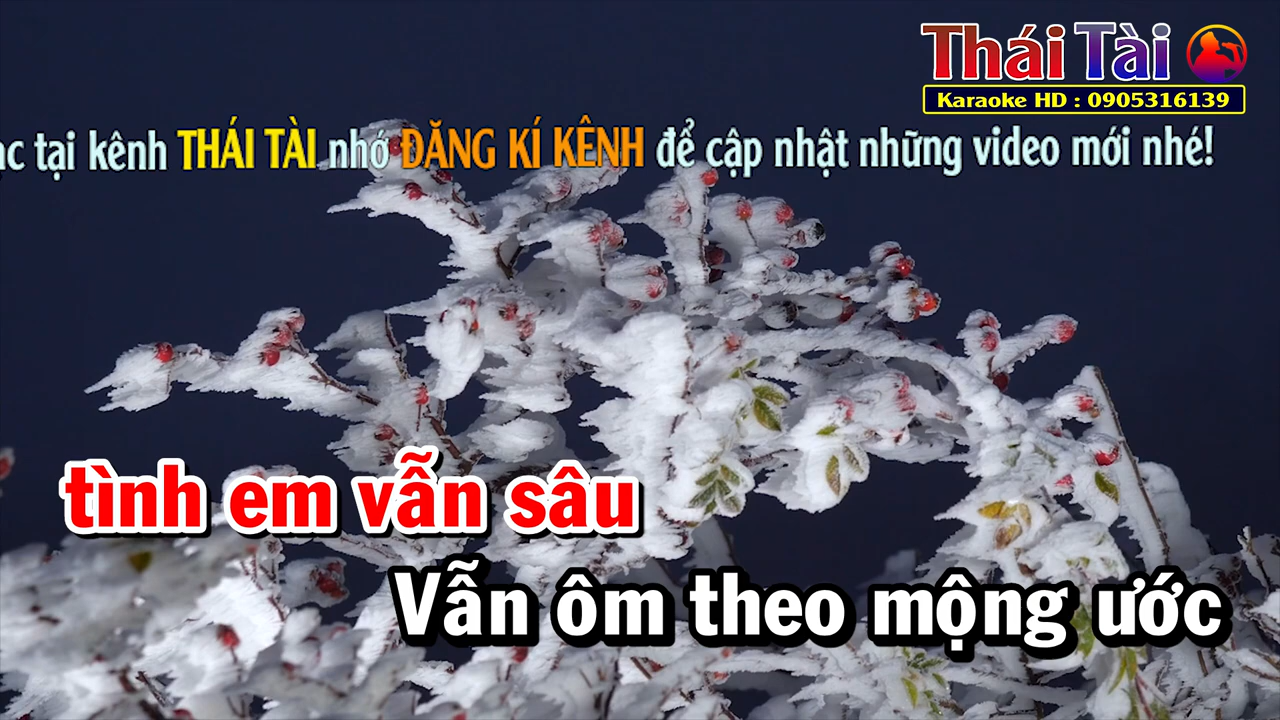 Thái Tài
Karaoke HD : 0905316139
tại kênh THÁI TÀI nhớ ĐĂNG KÍ KÊNH để cập nhật những video mới nhé!
tình em vẫn sâu
Vẫn ôm theo mộng ước